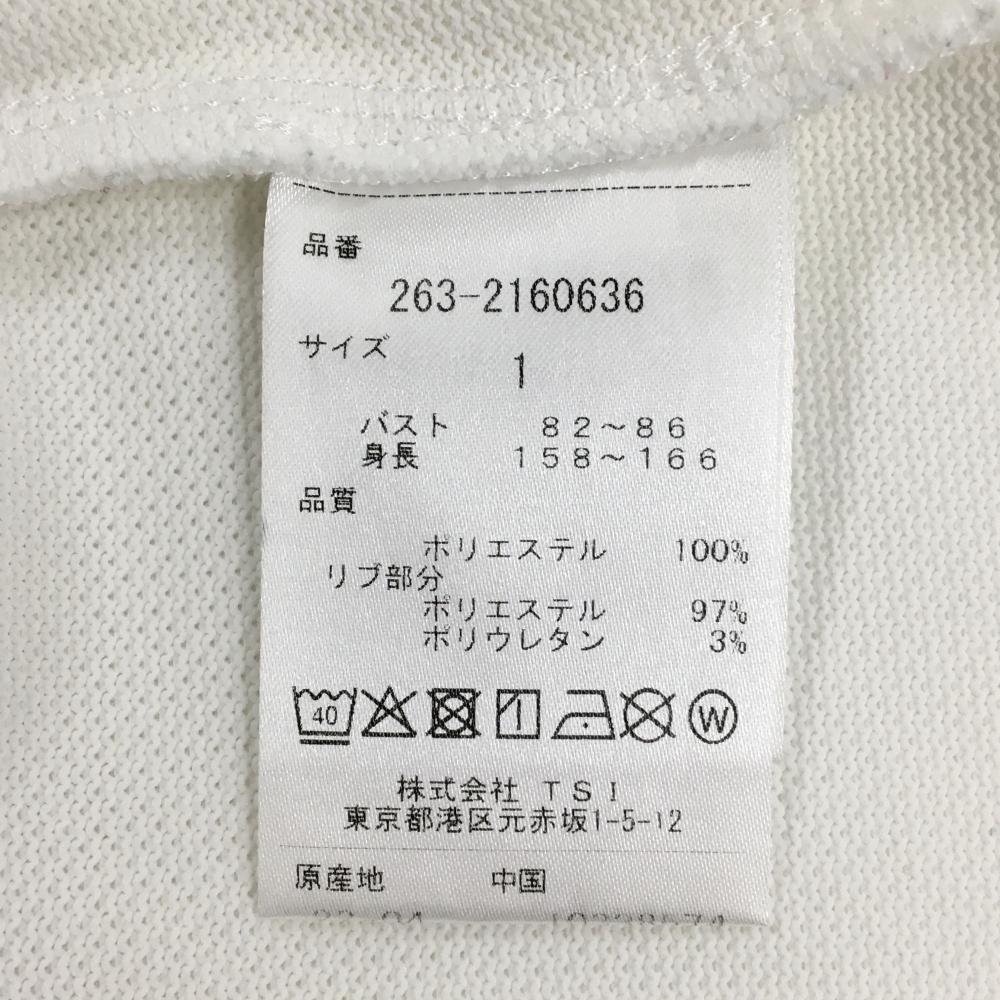 品番
263-2160636
サイズ
1
バスト 82～86
身長 158～166
品質
ポリエステル 100%
リブ部分
ポリエステル 97%
ポリウレタン 3%
40 W
株式会社 TSI
東京都港区元赤坂1-5-12
原産地 中国